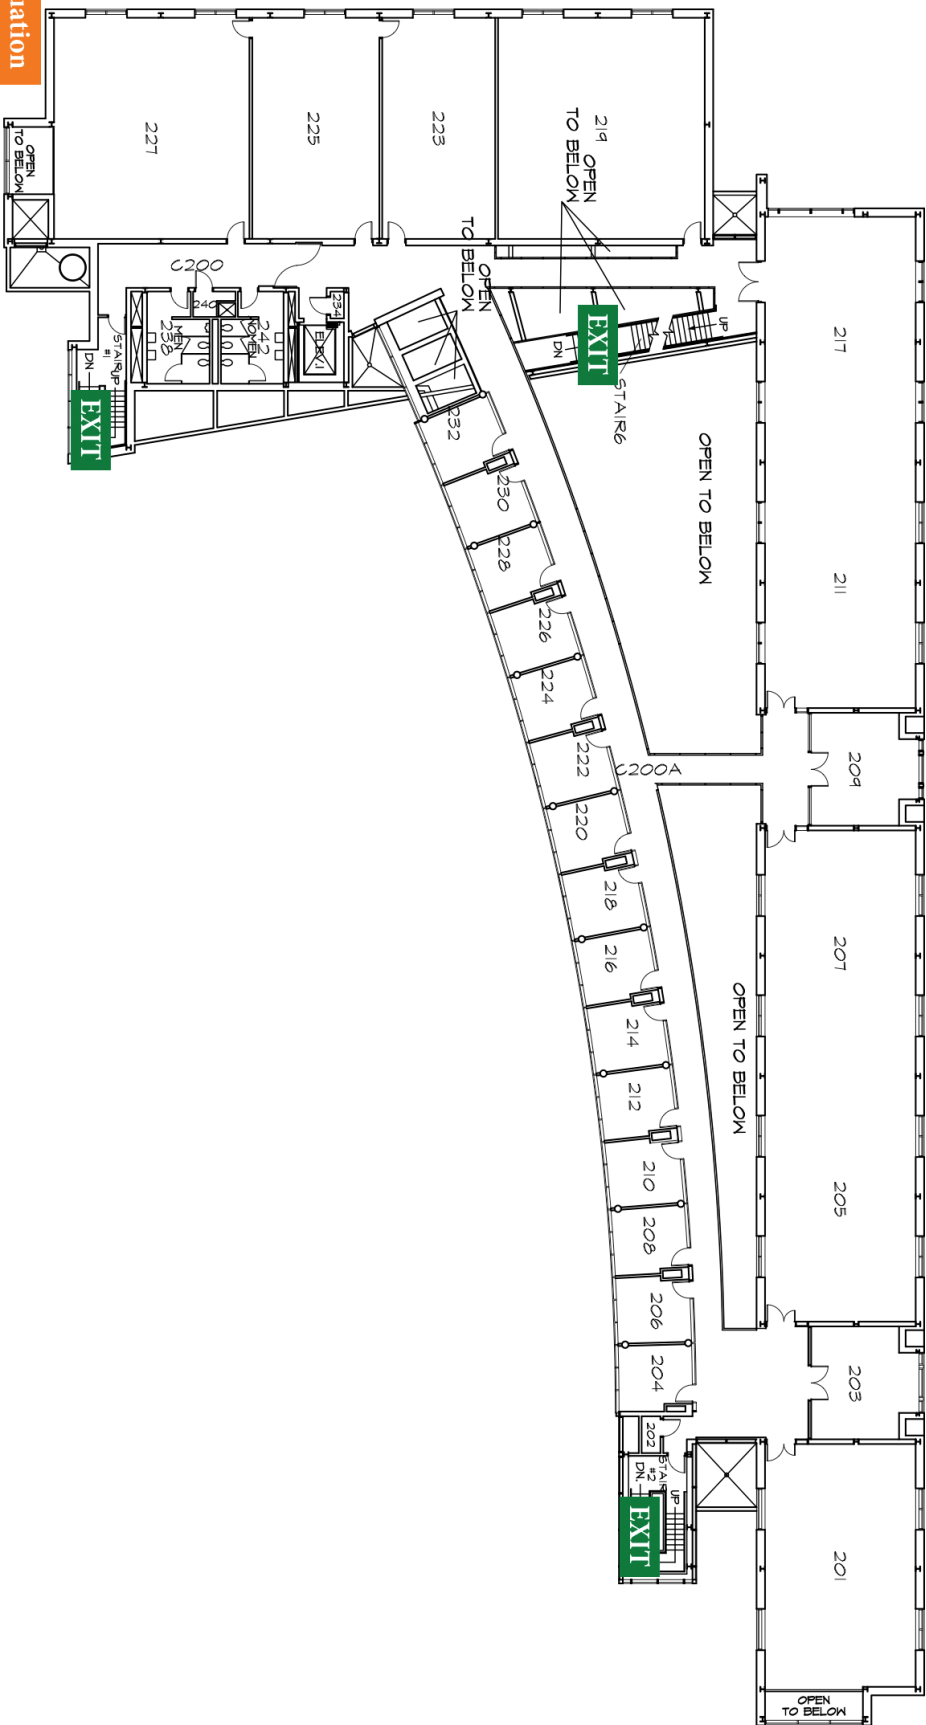 uation
227
225
223
219
OPEN
TO BELOW
OPEN
TO BELOW
OPEN
TO BELOW
C200
240
234
MEN
238
WOMEN
242
ELEV.1
STAIR
#1
UP
DN
EXIT
EXIT
DN
UP
STAIR6
217
OPEN TO BELOW
211
232
230
228
226
224
222
C200A
209
220
218
216
214
212
210
208
206
204
207
OPEN TO BELOW
205
203
202
STAIR
#2
DN.
UP
EXIT
201
OPEN
TO BELOW